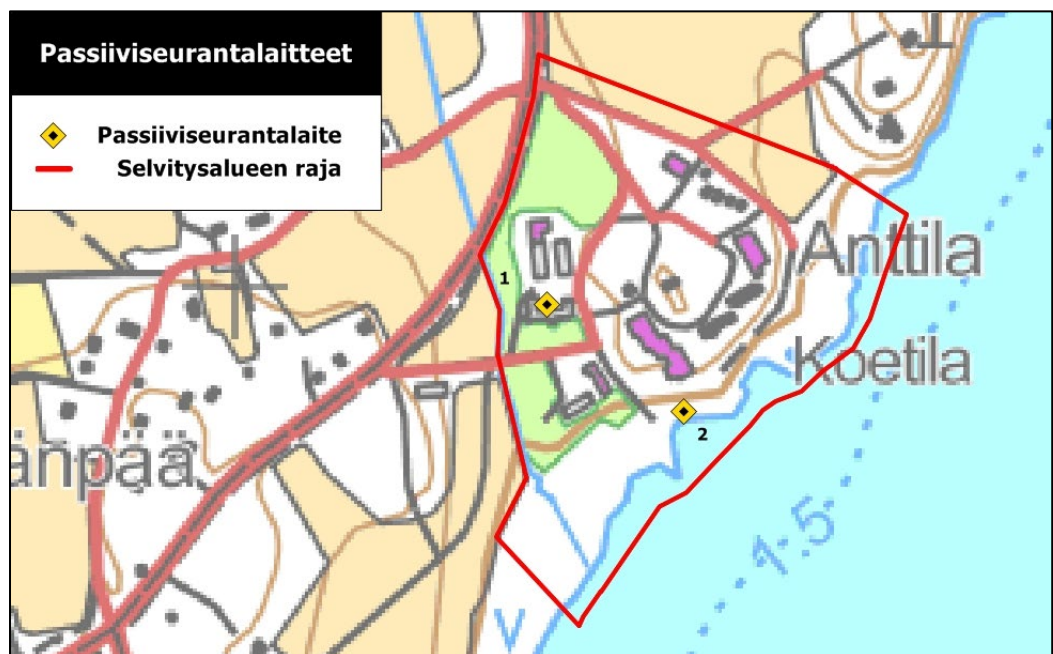 Passiiviseurantalaitteet
Passiiviseurantalaite
Selvitysalueen raja
Anttila
1
Koetila
2
änpää
1.5
V